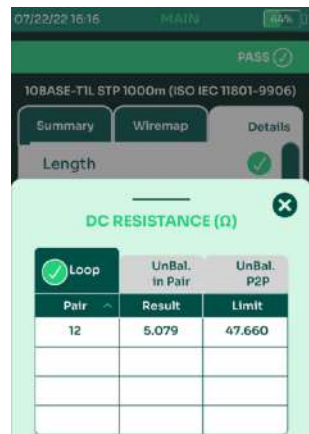 07/22/22 16:16 MAIN 44%
PASS
10BASE-T1L STP 1000m (ISO IEC 11801-9906)
Summary Wiremap Details
Length
DC RESISTANCE (Ω)
Loop UnBal. in Pair UnBal. P2P
Pair Result Limit
12 5.079 47.660